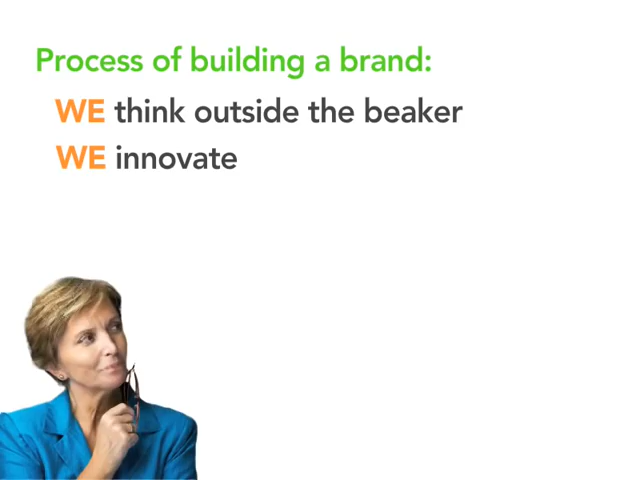 Process of building a brand:
WE think outside the beaker
WE innovate